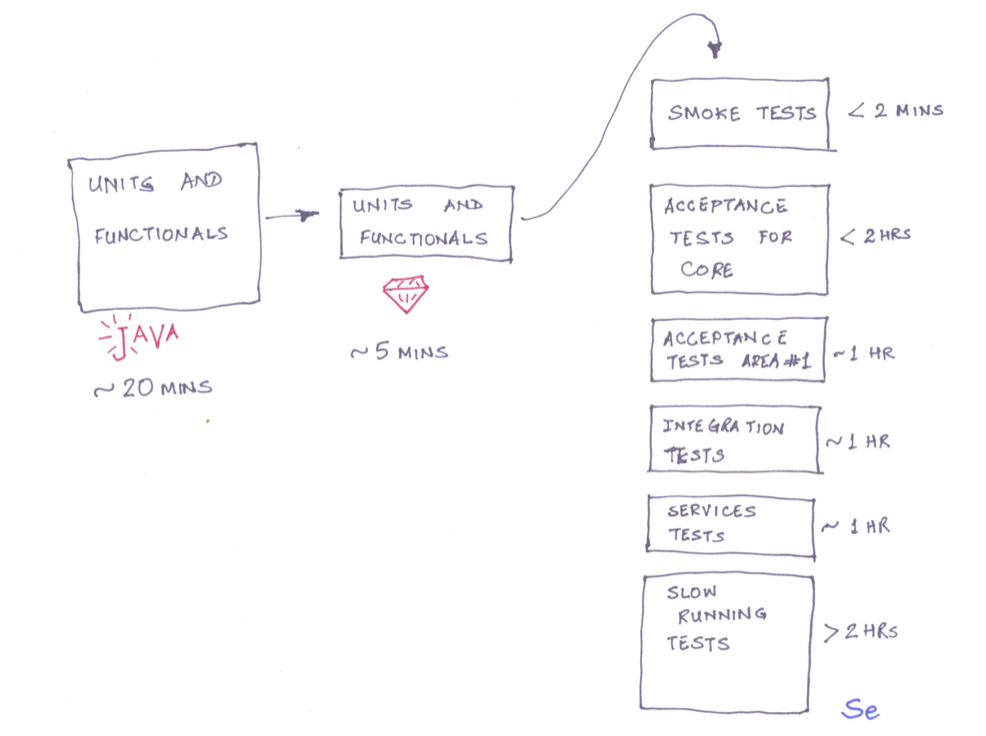 UNITS AND
FUNCTIONALS
JAVA
~ 20 MINS
UNITS AND
FUNCTIONALS
~ 5 MINS
SMOKE TESTS
< 2 MINS
ACCEPTANCE
TESTS FOR
CORE
< 2 HRS
ACCEPTANCE
TESTS AREA #1
~ 1 HR
INTEGRATION
TESTS
~ 1 HR
SERVICES
TESTS
~ 1 HR
SLOW
RUNNING
TESTS
> 2 HRS
Se